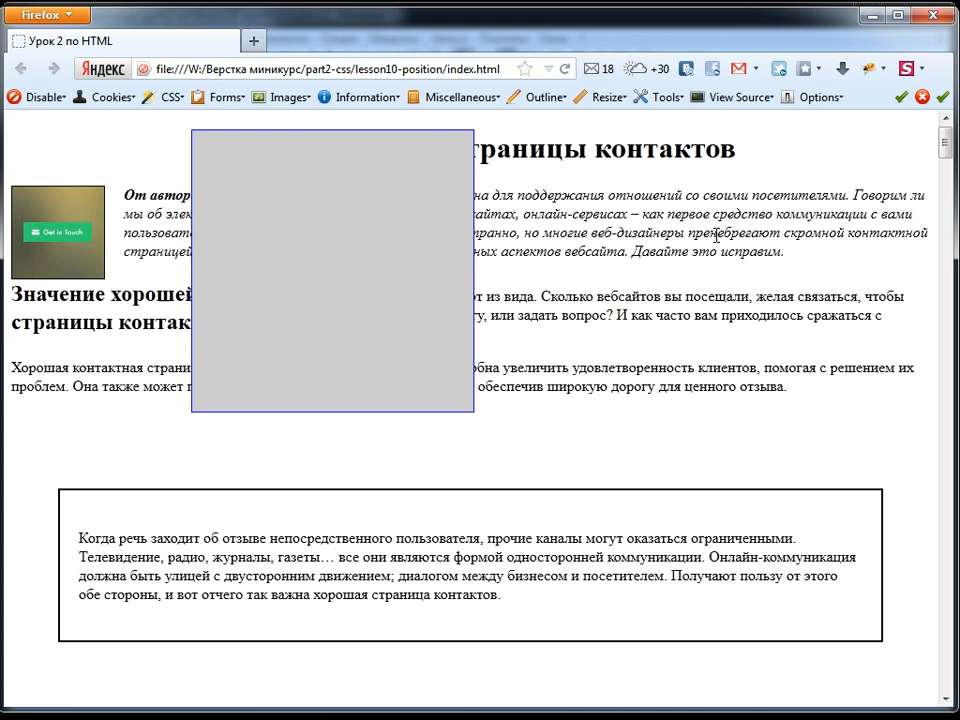 Firefox
Урок 2 по HTML
Яндекс file:///W:/Верстка миникурс/part2-css/lesson10-position/index.html 18 +30
Disable Cookies CSS Forms Images Information Miscellaneous Outline Resize Tools View Source Options
траницы контактов
От автор на для поддержания отношений со своими посетителями. Говорим ли
мы об элек айтах, онлайн-сервисах – как первое средство коммуникации с вами
пользоват транно, но многие веб-дизайнеры пренебрегают скромной контактной
страницей ных аспектов вебсайта. Давайте это исправим.
Get in Touch
Значение хорошей
страницы контак
т из вида. Сколько вебсайтов вы посещали, желая связаться, чтобы
гу, или задать вопрос? И как часто вам приходилось сражаться с
Хорошая контактная страни бна увеличить удовлетворенность клиентов, помогая с решением их
проблем. Она также может обеспечив широкую дорогу для ценного отзыва.
Когда речь заходит об отзыве непосредственного пользователя, прочие каналы могут оказаться ограниченными.
Телевидение, радио, журналы, газеты… все они являются формой односторонней коммуникации. Онлайн-коммуникация
должна быть улицей с двусторонним движением; диалогом между бизнесом и посетителем. Получают пользу от этого
обе стороны, и вот отчего так важна хорошая страница контактов.